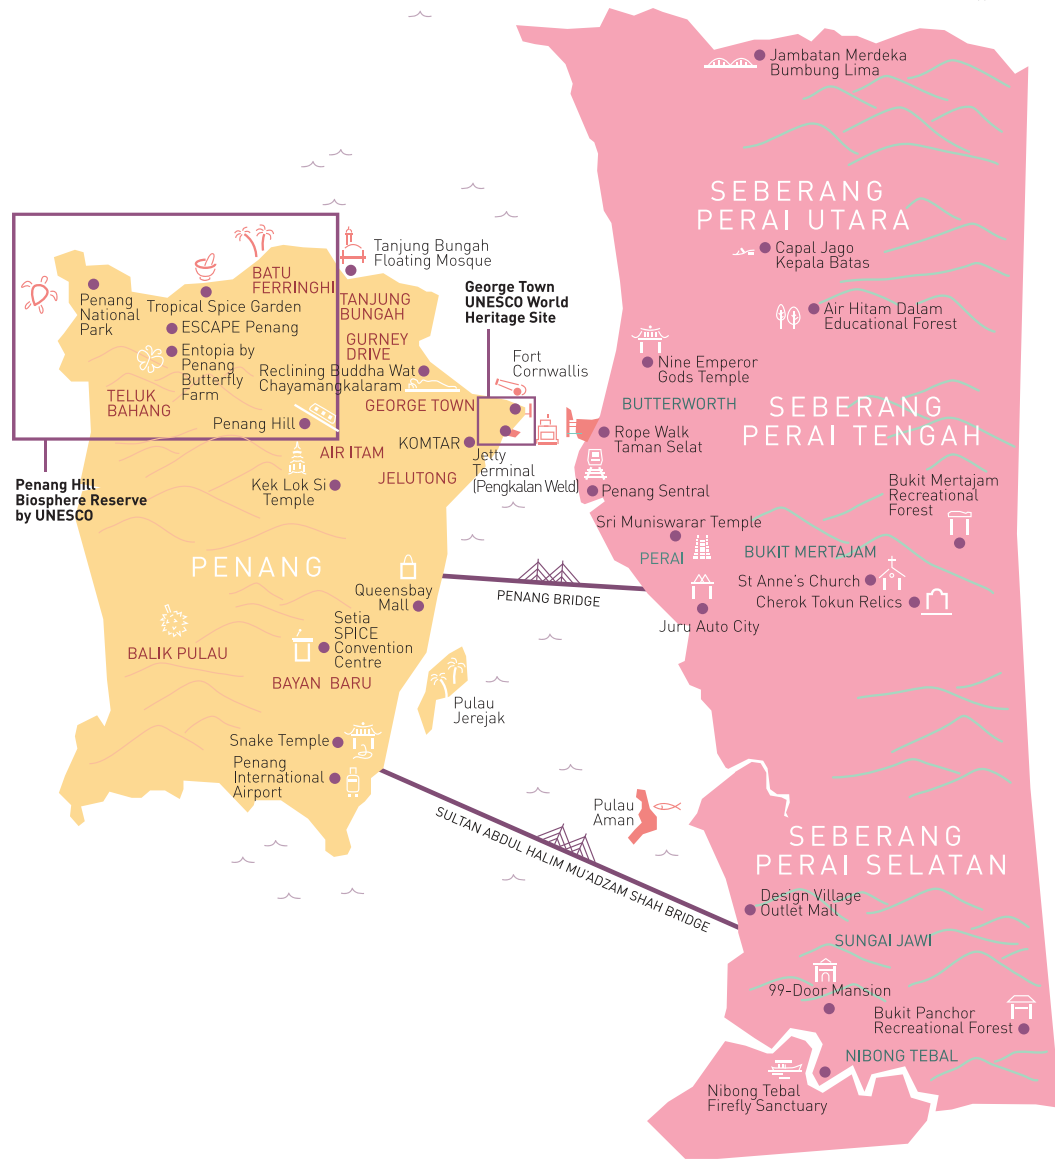 Jambatan Merdeka
Bumbung Lima
SEBERANG
PERAI UTARA
Capal Jago
Kepala Batas
Air Hitam Dalam
Educational Forest
Nine Emperor
Gods Temple
BUTTERWORTH
SEBERANG
PERAI TENGAH
Rope Walk
Taman Selat
Penang Sentral
Bukit Mertajam
Recreational
Forest
Sri Muniswarar Temple
PERAI
BUKIT MERTAJAM
St Anne's Church
Cherok Tokun Relics
Juru Auto City
Tanjung Bungah
Floating Mosque
BATU
FERRINGHI
TANJUNG
BUNGAH
George Town
UNESCO World
Heritage Site
Penang
National
Park
Tropical Spice Garden
ESCAPE Penang
Entopia by
Penang
Butterfly
Farm
GURNEY
DRIVE
Reclining Buddha Wat
Chayamangkalaram
Fort
Cornwallis
TELUK
BAHANG
GEORGE TOWN
Penang Hill
KOMTAR
AIR ITAM
Jetty
Terminal
(Pengkalan Weld)
JELUTONG
Kek Lok Si
Temple
Penang Hill
Biosphere Reserve
by UNESCO
PENANG
PENANG BRIDGE
Queensbay
Mall
Setia
SPICE
Convention
Centre
BALIK PULAU
BAYAN BARU
Pulau
Jerejak
Snake Temple
Penang
International
Airport
SULTAN ABDUL HALIM MU'ADZAM SHAH BRIDGE
Pulau
Aman
SEBERANG
PERAI SELATAN
Design Village
Outlet Mall
SUNGAI JAWI
99-Door Mansion
Bukit Panchor
Recreational Forest
NIBONG TEBAL
Nibong Tebal
Firefly Sanctuary